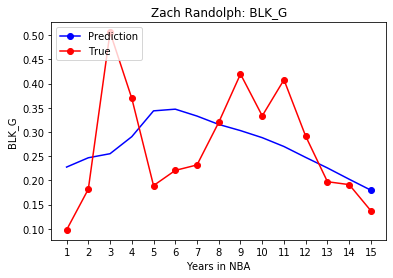 Zach Randolph: BLK_G
Prediction
True
0.50
0.45
0.40
0.35
0.30
0.25
0.20
0.15
0.10
BLK_G
1 2 3 4 5 6 7 8 9 10 11 12 13 14 15
Years in NBA